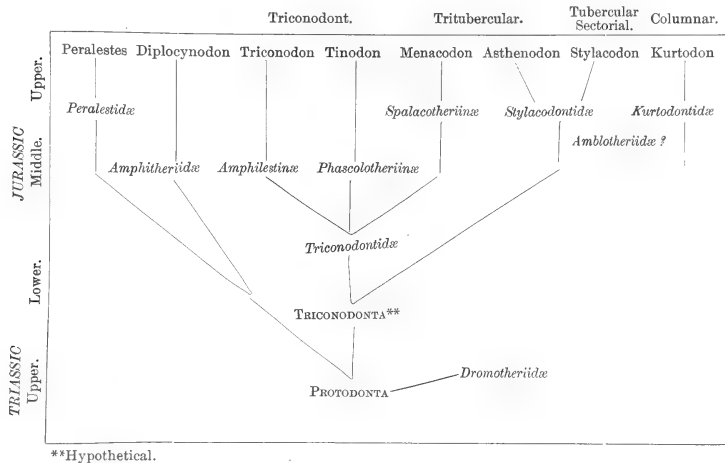 Triconodont. Tritubercular. Tubercular Sectorial. Columnar.
Peralestes Diplocynodon Triconodon Tinodon Menacodon Asthenodon Stylacodon Kurtodon
Upper.
Peralestidæ Spalacotheriinæ Stylacodontidæ Kurtodontidæ
JURASSIC
Middle.
Amblotheriidæ ?
Amphitheriidæ Amphilestinæ Phascolotheriinæ
Triconodontidæ
Lower.
TRICONODONTA**
TRIASSIC
Upper.
Dromotheriidæ
PROTODONTA
**Hypothetical.